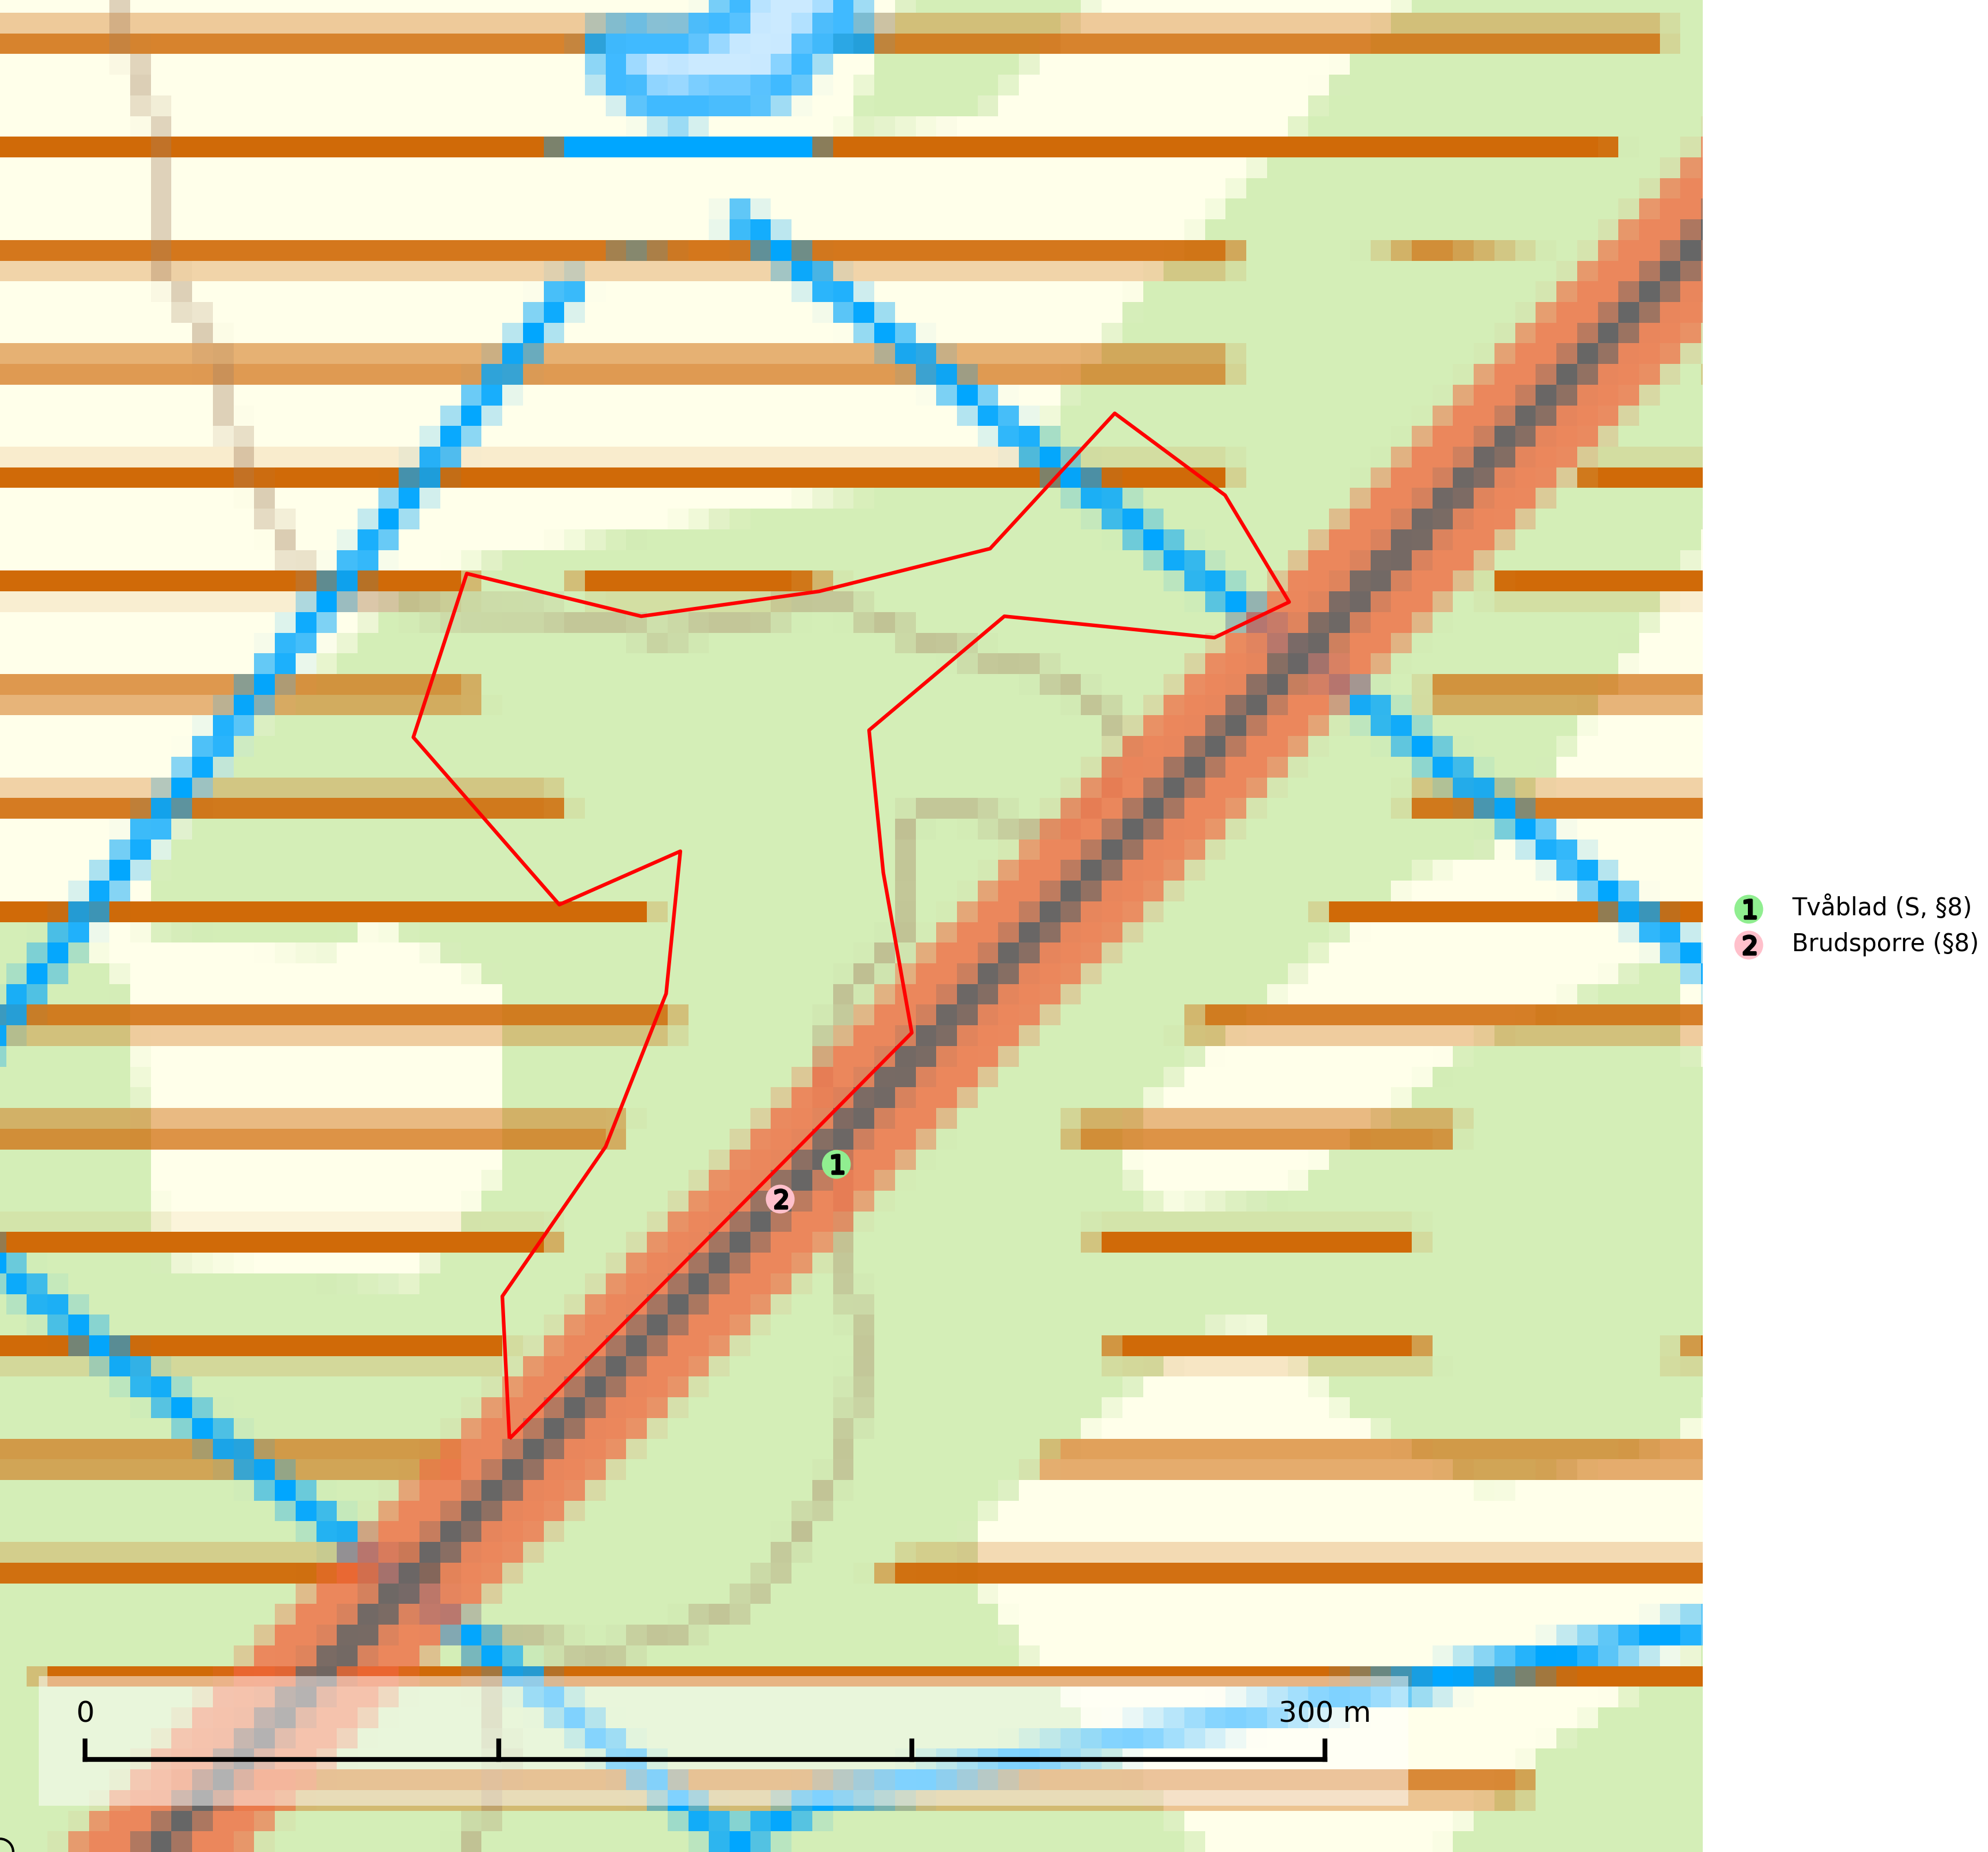 1 Tvåblad (S, §8)
2 Brudsporre (§8)
1
2
0 300 m